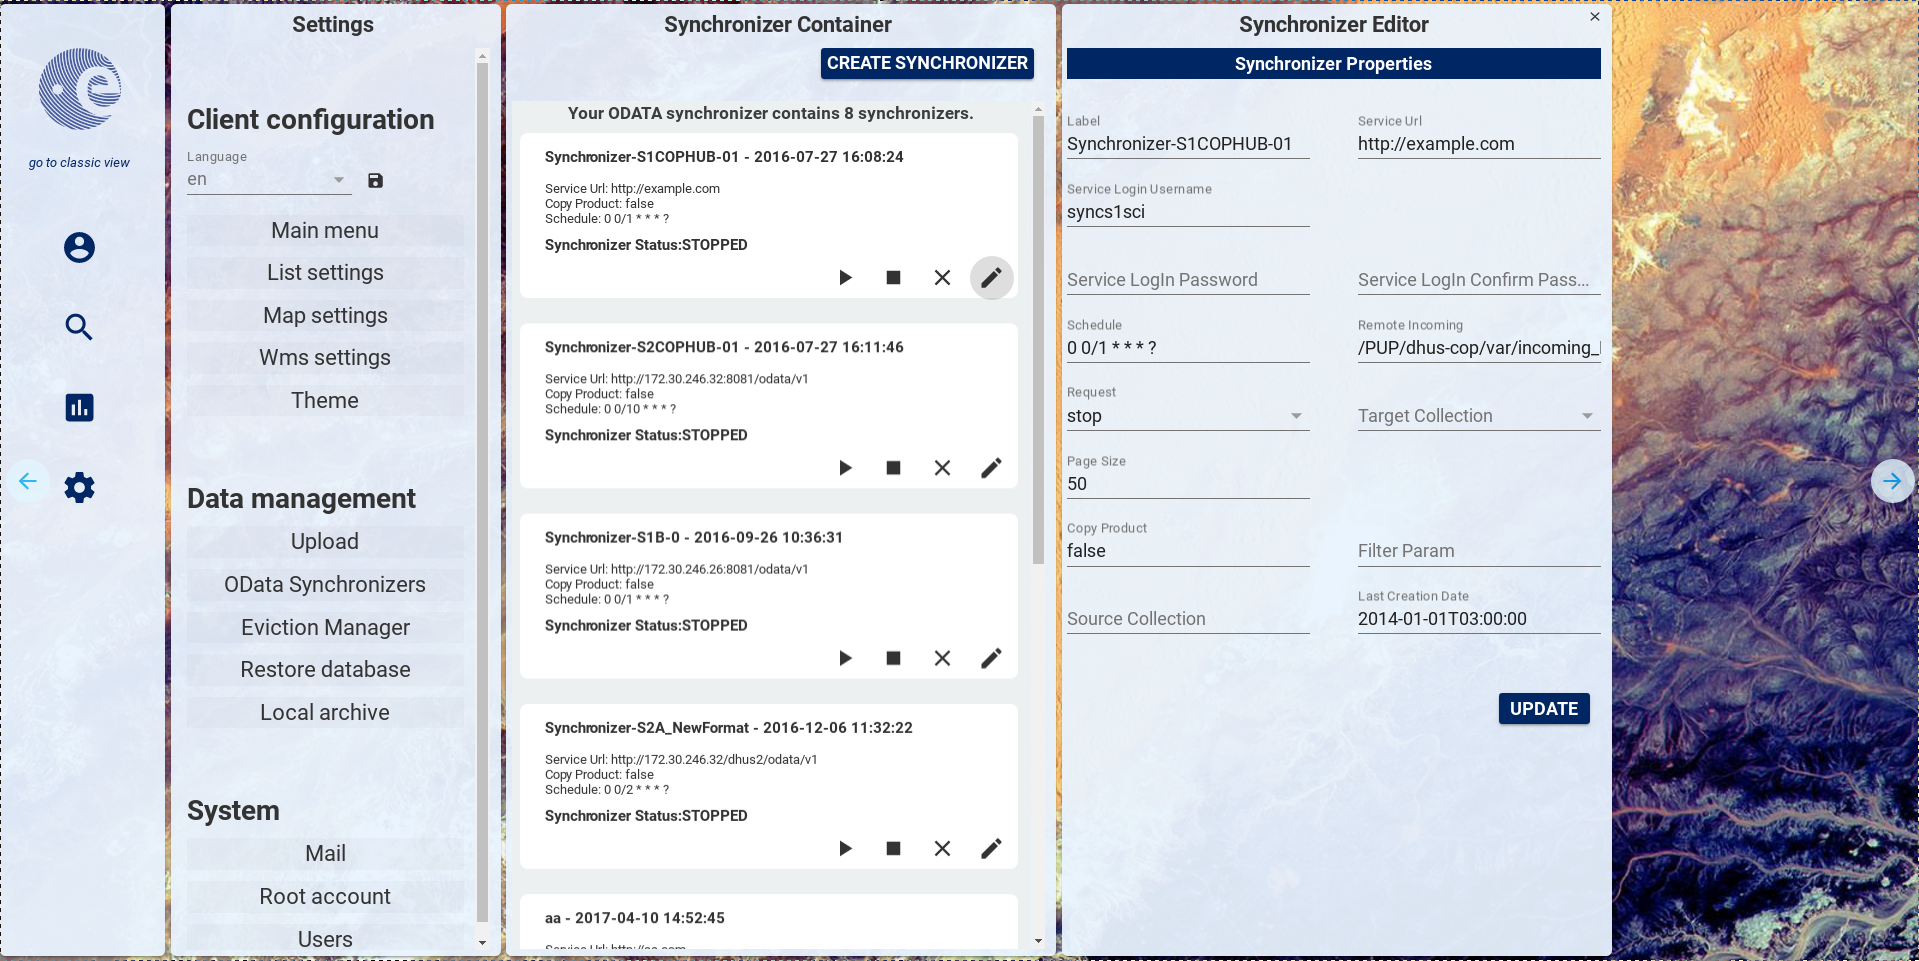 go to classic view
Settings
Client configuration
Language
en
Main menu
List settings
Map settings
Wms settings
Theme
Data management
Upload
OData Synchronizers
Eviction Manager
Restore database
Local archive
System
Mail
Root account
Users
Synchronizer Container
CREATE SYNCHRONIZER
Your ODATA synchronizer contains 8 synchronizers.
Synchronizer-S1COPHUB-01 - 2016-07-27 16:08:24
Service Url: http://example.com
Copy Product: false
Schedule: 0 0/1 * * * ?
Synchronizer Status:STOPPED
Synchronizer-S2COPHUB-01 - 2016-07-27 16:11:46
Service Url: http://172.30.246.32:8081/odata/v1
Copy Product: false
Schedule: 0 0/10 * * * ?
Synchronizer Status:STOPPED
Synchronizer-S1B-0 - 2016-09-26 10:36:31
Service Url: http://172.30.246.26:8081/odata/v1
Copy Product: false
Schedule: 0 0/1 * * * ?
Synchronizer Status:STOPPED
Synchronizer-S2A_NewFormat - 2016-12-06 11:32:22
Service Url: http://172.30.246.32/dhus2/odata/v1
Copy Product: false
Schedule: 0 0/2 * * * ?
Synchronizer Status:STOPPED
aa - 2017-04-10 14:52:45
Service Url: http://aa.com
Synchronizer Editor
Synchronizer Properties
Label
Synchronizer-S1COPHUB-01
Service Url
http://example.com
Service Login Username
syncs1sci
Service LogIn Password
Service LogIn Confirm Pass...
Schedule
0 0/1 * * * ?
Remote Incoming
/PUP/dhus-cop/var/incoming_
Request
stop
Target Collection
Page Size
50
Copy Product
false
Filter Param
Source Collection
Last Creation Date
2014-01-01T03:00:00
UPDATE